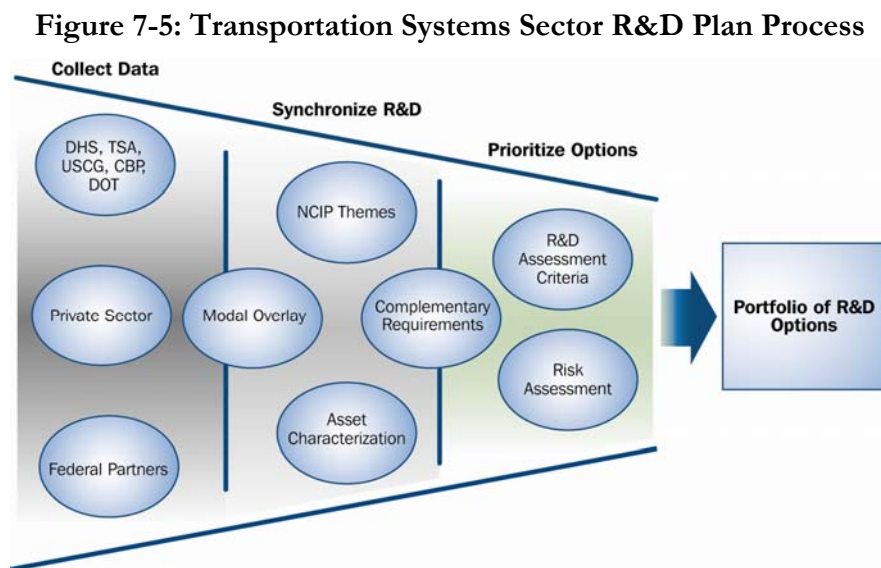 Figure 7-5: Transportation Systems Sector R&D Plan Process
Collect Data
Synchronize R&D
Prioritize Options
DHS, TSA,
USCG, CBP,
DOT
Private Sector
Federal Partners
Modal Overlay
NCIP Themes
Asset
Characterization
Complementary
Requirements
R&D
Assessment
Criteria
Risk
Assessment
Portfolio of R&D
Options